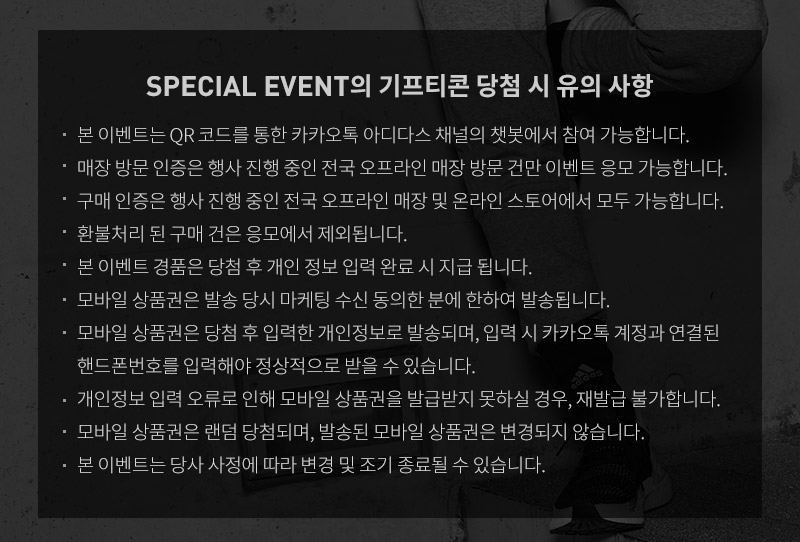 SPECIAL EVENT의 기프티콘 당첨 시 유의 사항
· 본 이벤트는 QR 코드를 통한 카카오톡 아디다스 채널의 챗봇에서 참여 가능합니다.
· 매장 방문 인증은 행사 진행 중인 전국 오프라인 매장 방문 건만 이벤트 응모 가능합니다.
· 구매 인증은 행사 진행 중인 전국 오프라인 매장 및 온라인 스토어에서 모두 가능합니다.
· 환불처리 된 구매 건은 응모에서 제외됩니다.
· 본 이벤트 경품은 당첨 후 개인 정보 입력 완료 시 지급 됩니다.
· 모바일 상품권은 발송 당시 마케팅 수신 동의한 분에 한하여 발송됩니다.
· 모바일 상품권은 당첨 후 입력한 개인정보로 발송되며, 입력 시 카카오톡 계정과 연결된
핸드폰번호를 입력해야 정상적으로 받을 수 있습니다.
· 개인정보 입력 오류로 인해 모바일 상품권을 발급받지 못하실 경우, 재발급 불가합니다.
adidas
· 모바일 상품권은 랜덤 당첨되며, 발송된 모바일 상품권은 변경되지 않습니다.
· 본 이벤트는 당사 사정에 따라 변경 및 조기 종료될 수 있습니다.